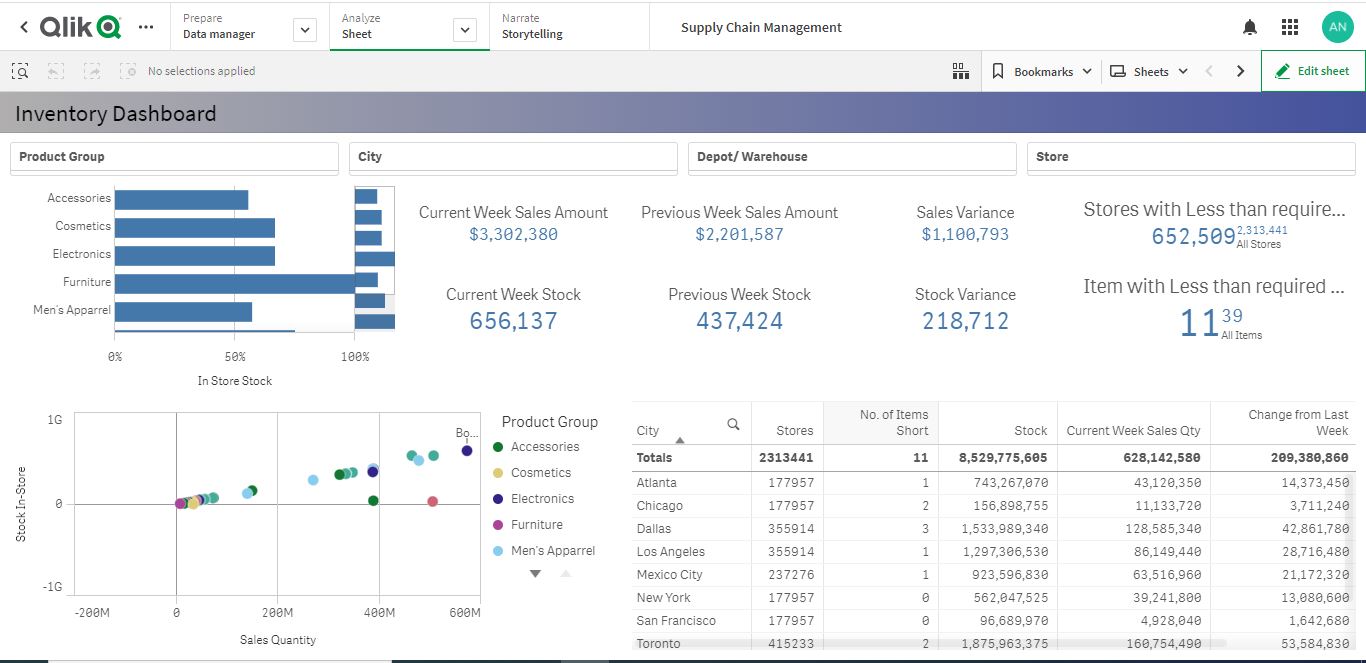 Qlik
Prepare
Data manager
Analyze
Sheet
Narrate
Storytelling
Supply Chain Management
AN
No selections applied
Bookmarks
Sheets
Edit sheet
Inventory Dashboard
Product Group
City
Depot/ Warehouse
Store
Accessories
Cosmetics
Electronics
Furniture
Men's Apparrel
0%
50%
100%
In Store Stock
Current Week Sales Amount
$3,302,380
Previous Week Sales Amount
$2,201,587
Sales Variance
$1,100,793
Stores with Less than require...
652,509 2,313,441
All Stores
Current Week Stock
656,137
Previous Week Stock
437,424
Stock Variance
218,712
Item with Less than required ...
11 39
All Items
1G
0
-1G
Stock In-Store
Bo...
-200M
0
200M
400M
600M
Sales Quantity
Product Group
Accessories
Cosmetics
Electronics
Furniture
Men's Apparrel
City Stores No. of Items Short Stock Current Week Sales Qty Change from Last Week
Totals 2313441 11 8,529,775,605 628,142,580 209,380,860
Atlanta 177957 1 743,267,070 43,120,350 14,373,450
Chicago 177957 2 156,898,755 11,133,720 3,711,240
Dallas 355914 3 1,533,989,340 128,585,340 42,861,780
Los Angeles 355914 1 1,297,306,530 86,149,440 28,716,480
Mexico City 237276 1 923,596,830 63,516,960 21,172,320
New York 177957 0 562,047,525 39,241,800 13,080,600
San Francisco 177957 0 96,689,970 4,928,040 1,642,680
Toronto 415233 2 1,875,963,375 160,754,490 53,584,830